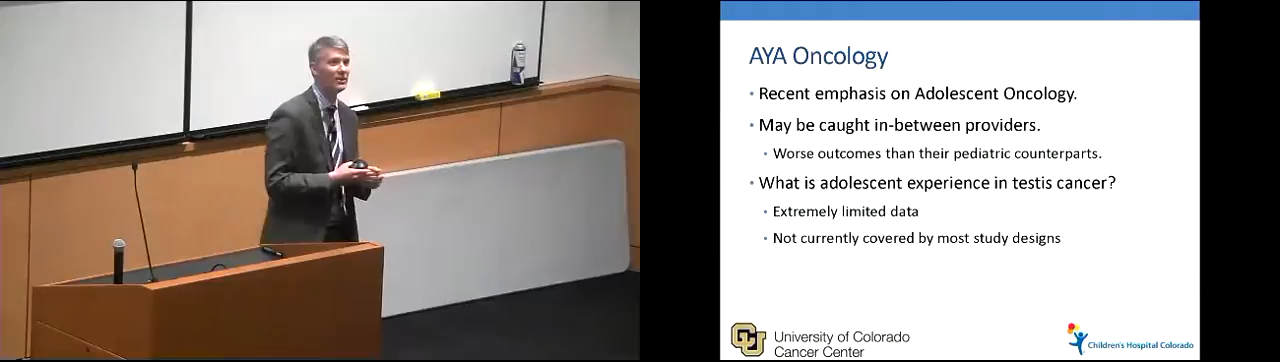 AYA Oncology
• Recent emphasis on Adolescent Oncology.
• May be caught in-between providers.
• Worse outcomes than their pediatric counterparts.
• What is adolescent experience in testis cancer?
• Extremely limited data
• Not currently covered by most study designs
CU
University of Colorado
Cancer Center
Children's Hospital Colorado